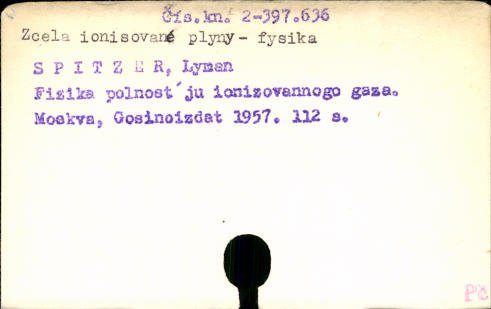 Čís.kn. 2-397.636
Zcela ionisované plyny - fysika
S P I T Z E R, Lyman
Fizika polnost´ju ionizovannogo gaza.
Moskva, Gosinoizdat 1957. 112 s.
PČ